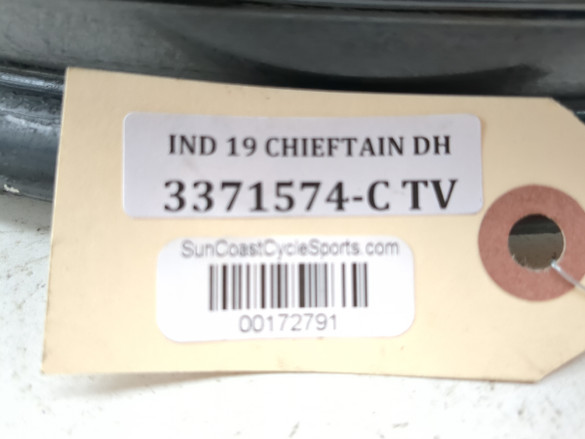 IND 19 CHIEFTAIN DH
3371574-C TV
SunCoastCycleSports.com
00172791